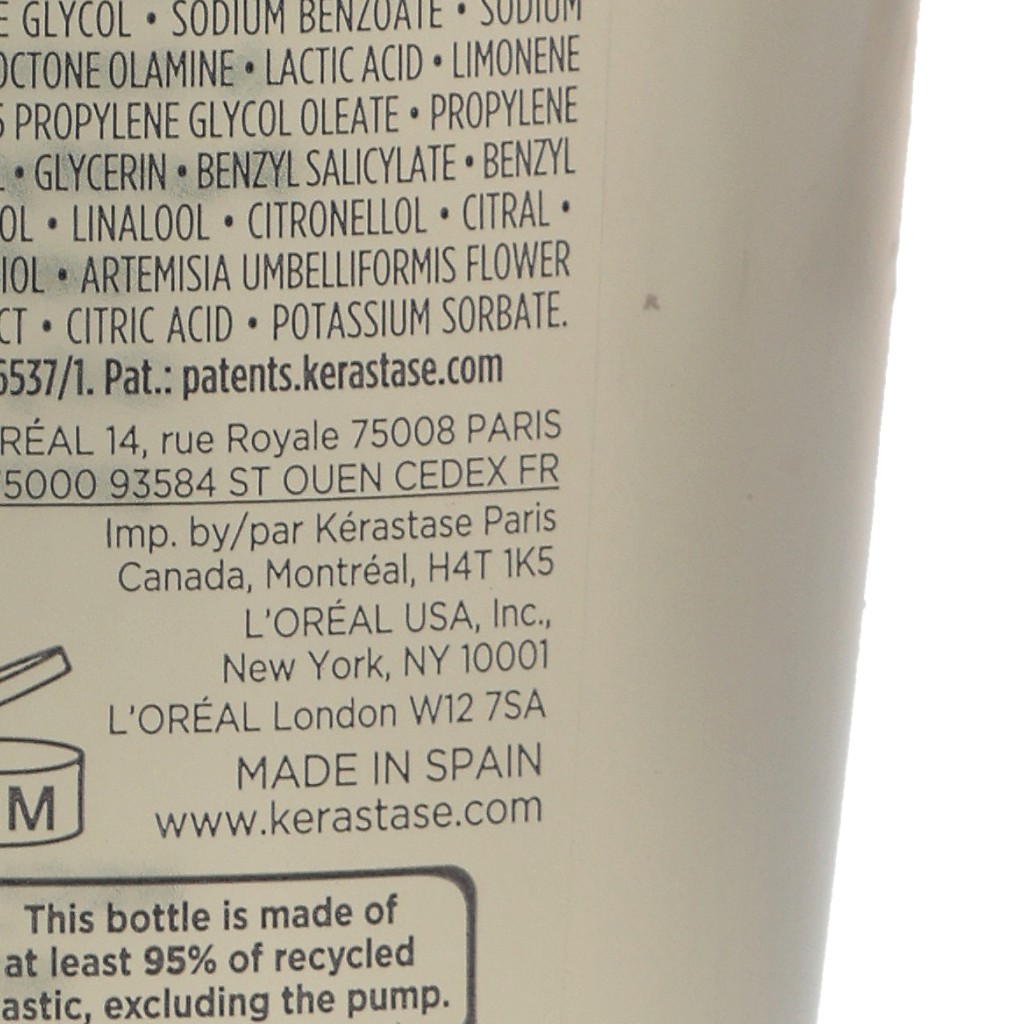 GLYCOL • SODIUM BENZOATE • SODIUM
OCTONE OLAMINE • LACTIC ACID • LIMONENE
PROPYLENE GLYCOL OLEATE • PROPYLENE
• GLYCERIN • BENZYL SALICYLATE • BENZYL
OL • LINALOOL • CITRONELLOL • CITRAL •
IOL • ARTEMISIA UMBELLIFORMIS FLOWER
CT • CITRIC ACID • POTASSIUM SORBATE.
6537/1. Pat.: patents.kerastase.com
RÉAL 14, rue Royale 75008 PARIS
75000 93584 ST OUEN CEDEX FR
Imp. by/par Kérastase Paris
Canada, Montréal, H4T 1K5
L'ORÉAL USA, Inc.,
New York, NY 10001
L'ORÉAL London W12 7SA
MADE IN SPAIN
M
www.kerastase.com
This bottle is made of
at least 95% of recycled
astic, excluding the pump.